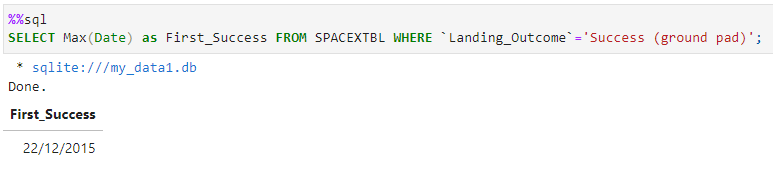 %%sql
SELECT Max(Date) as First_Success FROM SPACEXTBL WHERE `Landing_Outcome`='Success (ground pad)';
* sqlite:///my_data1.db
Done.
First_Success
22/12/2015